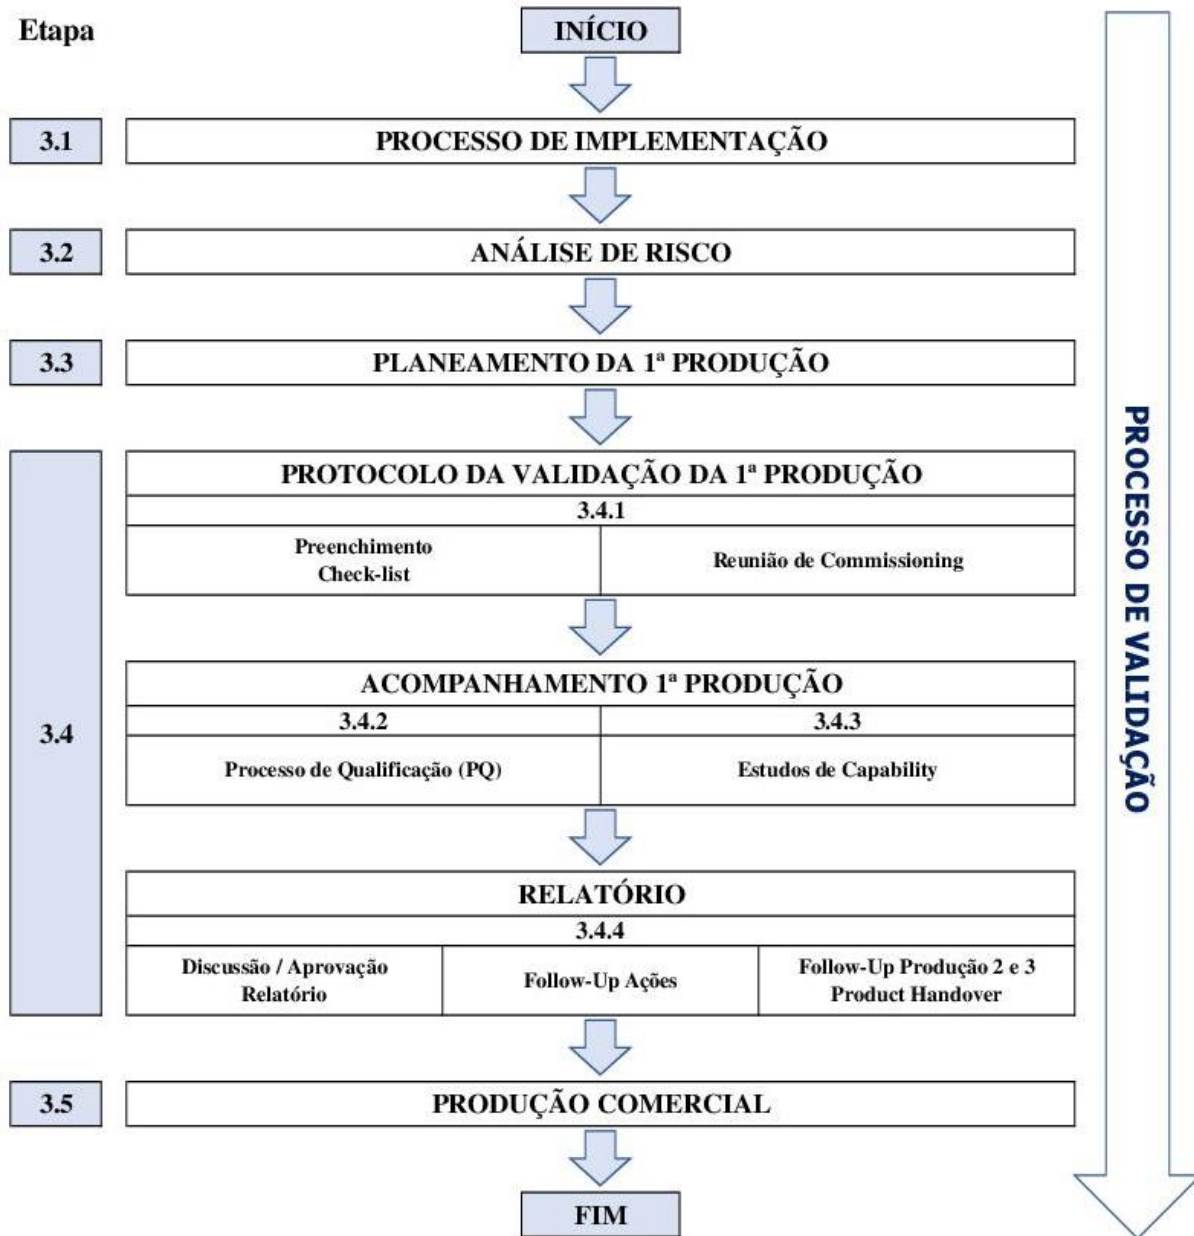 Etapa
INÍCIO
3.1
PROCESSO DE IMPLEMENTAÇÃO
3.2
ANÁLISE DE RISCO
3.3
PLANEAMENTO DA 1ª PRODUÇÃO
3.4
PROTOCOLO DA VALIDAÇÃO DA 1ª PRODUÇÃO
3.4.1
Preenchimento
Check-list
Reunião de Commissioning
ACOMPANHAMENTO 1ª PRODUÇÃO
3.4.2
3.4.3
Processo de Qualificação (PQ)
Estudos de Capability
RELATÓRIO
3.4.4
Discussão / Aprovação
Relatório
Follow-Up Ações
Follow-Up Produção 2 e 3
Product Handover
3.5
PRODUÇÃO COMERCIAL
FIM
PROCESSO DE VALIDAÇÃO